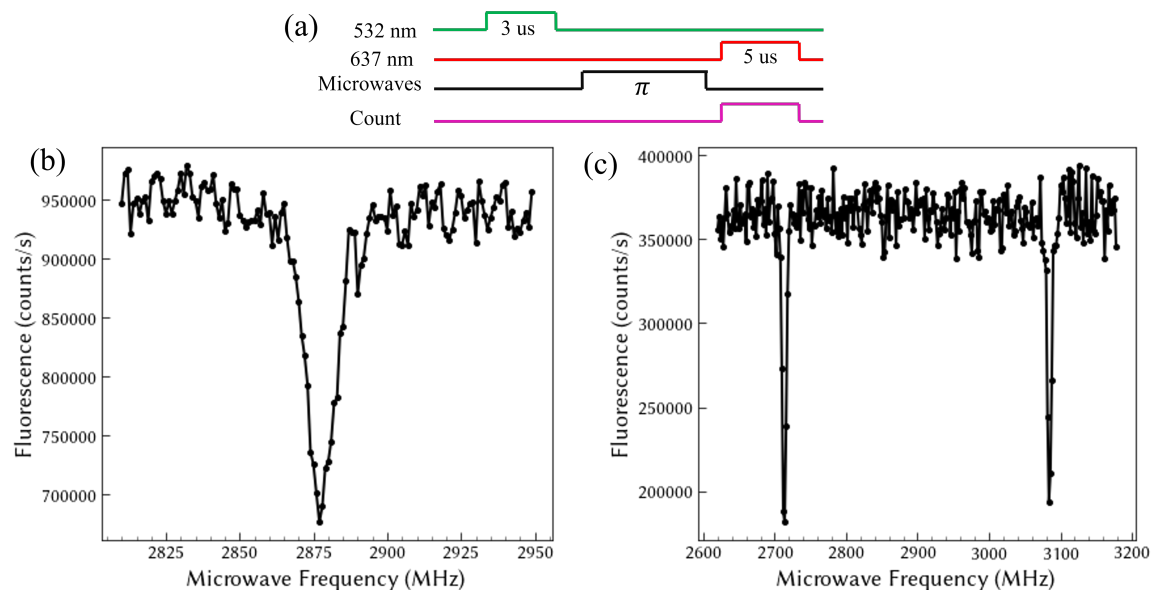 (a)
532 nm
3 us
637 nm
5 us
Microwaves
π
Count
(b)
Fluorescence (counts/s)
950000
900000
850000
800000
750000
700000
2825 2850 2875 2900 2925 2950
Microwave Frequency (MHz)
(c)
Fluorescence (counts/s)
400000
350000
300000
250000
200000
2600 2700 2800 2900 3000 3100 3200
Microwave Frequency (MHz)